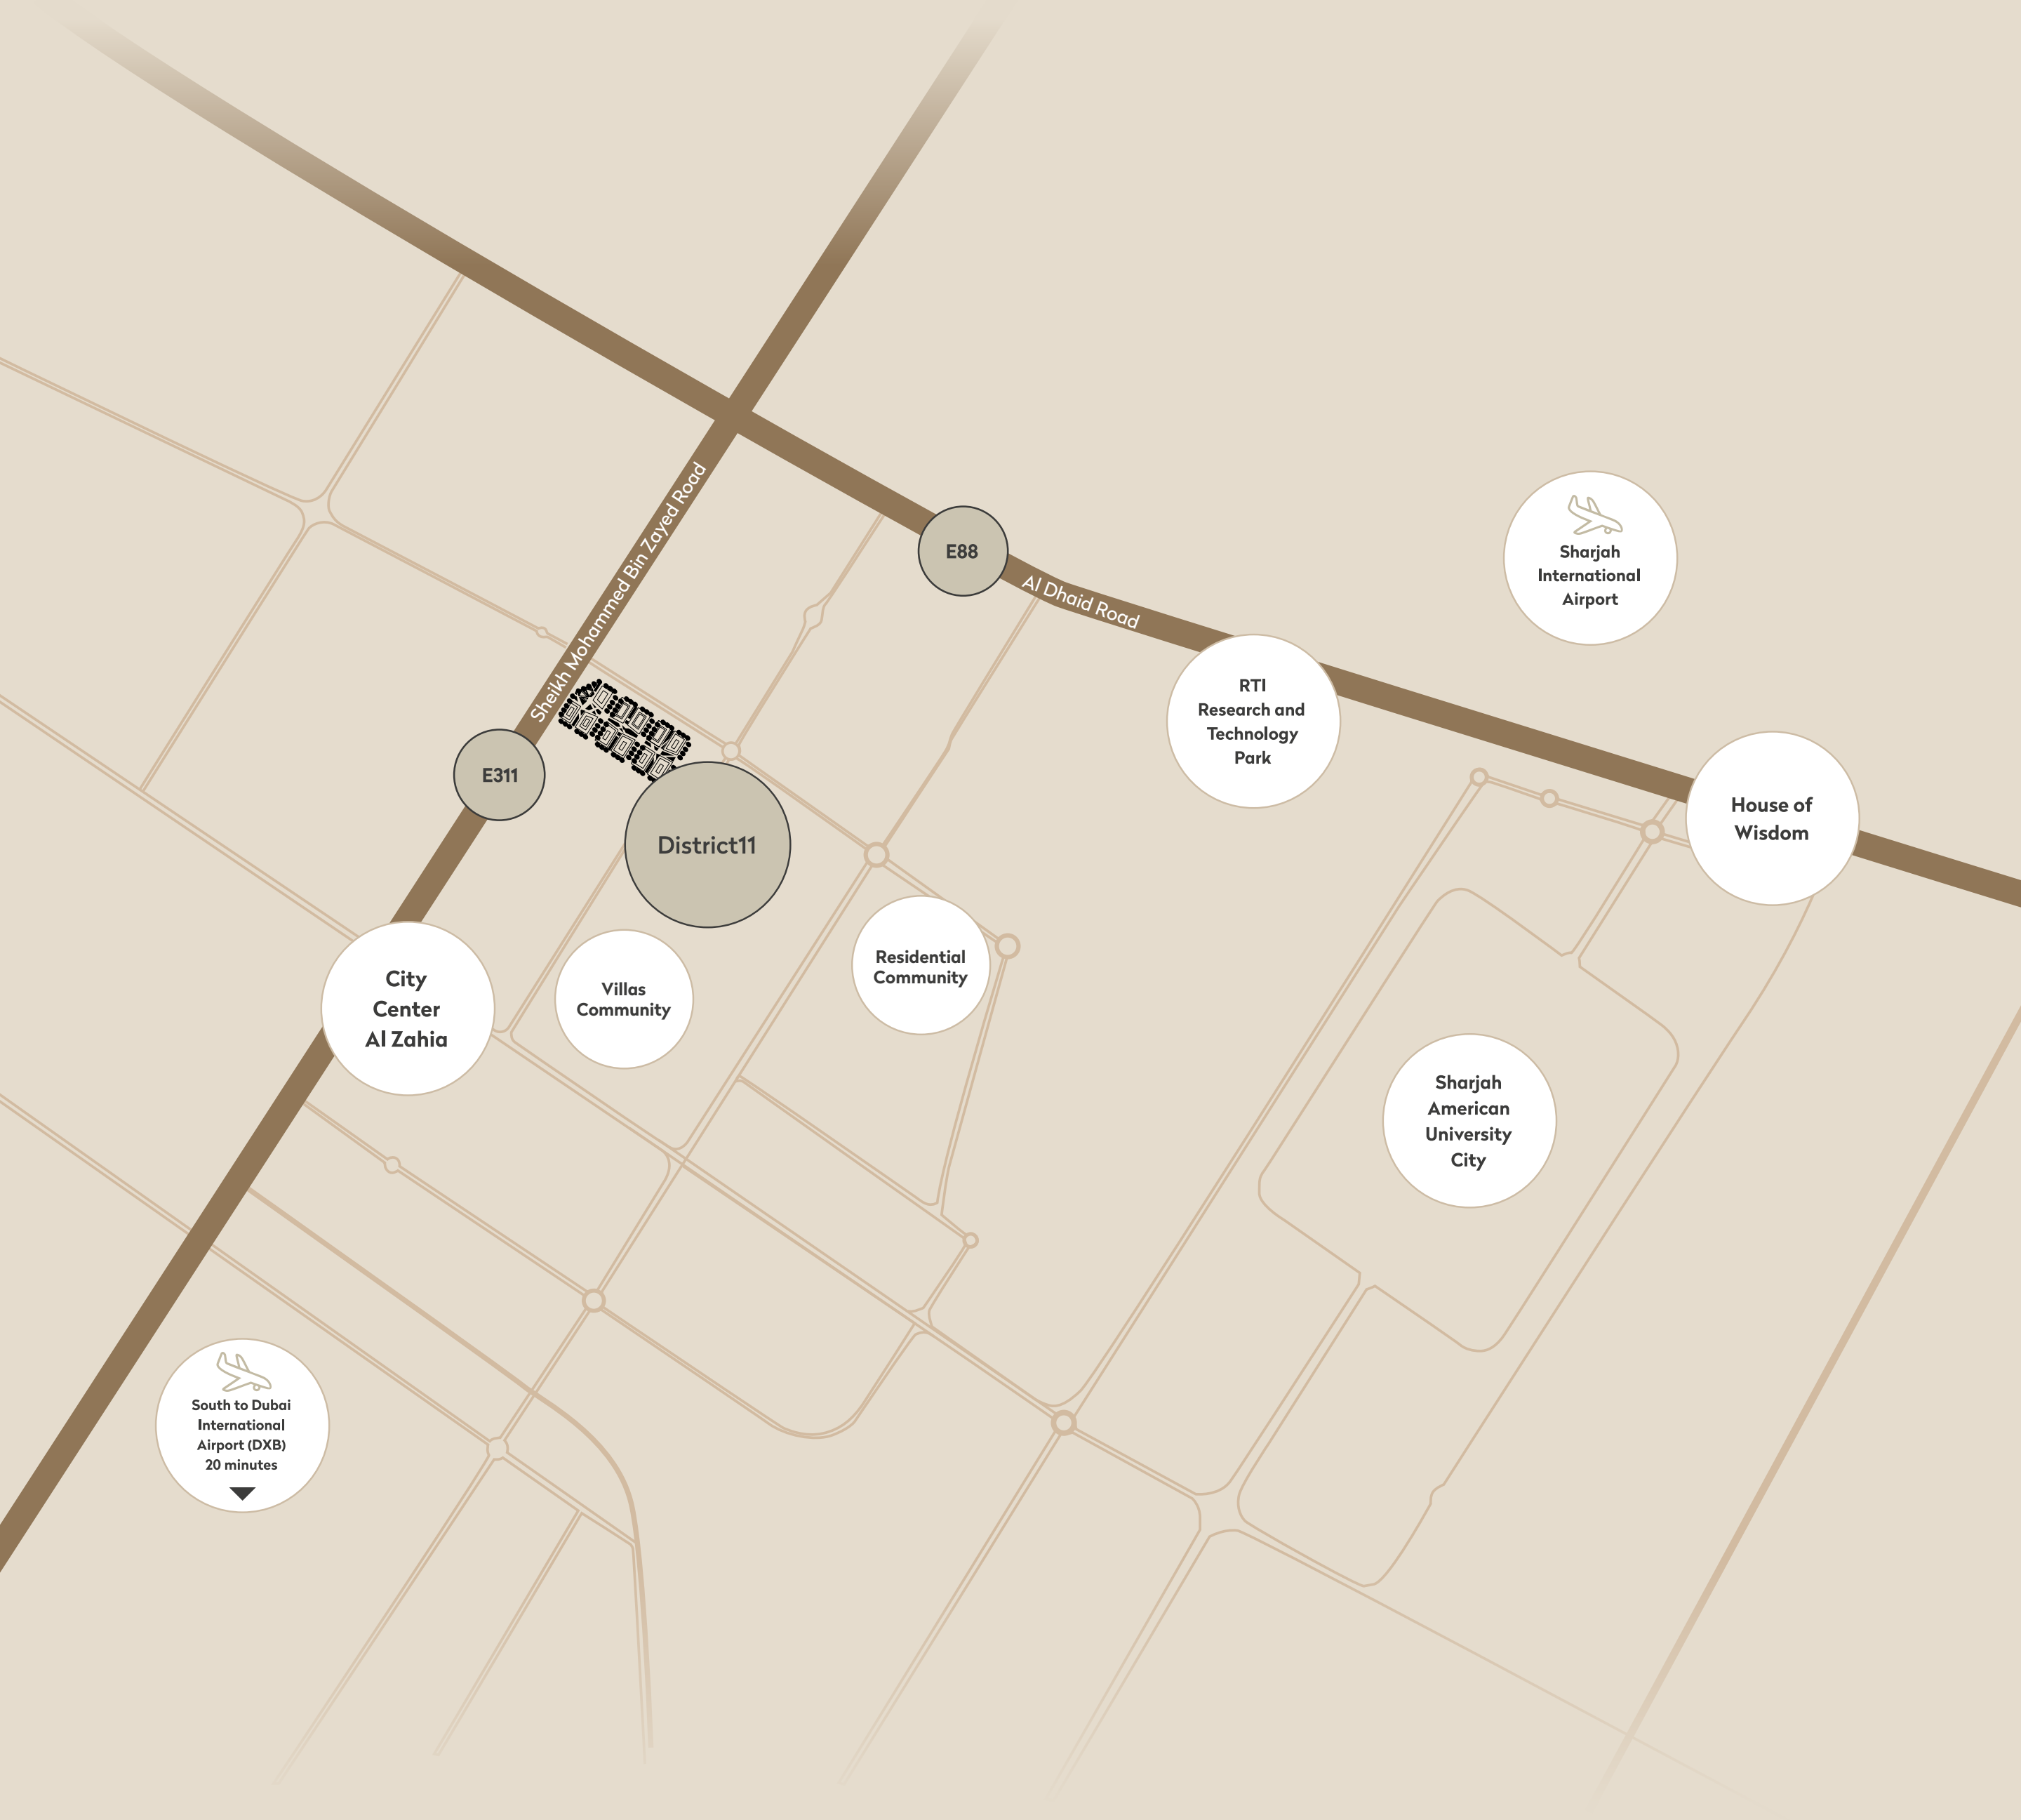 Sheikh Mohammed Bin Zayed Road
E88
Al Dhaid Road
Sharjah
International
Airport
RTI
Research and
Technology
Park
E311
House of
Wisdom
District11
City
Center
Al Zahia
Villas
Community
Residential
Community
Sharjah
American
University
City
South to Dubai
International
Airport (DXB)
20 minutes